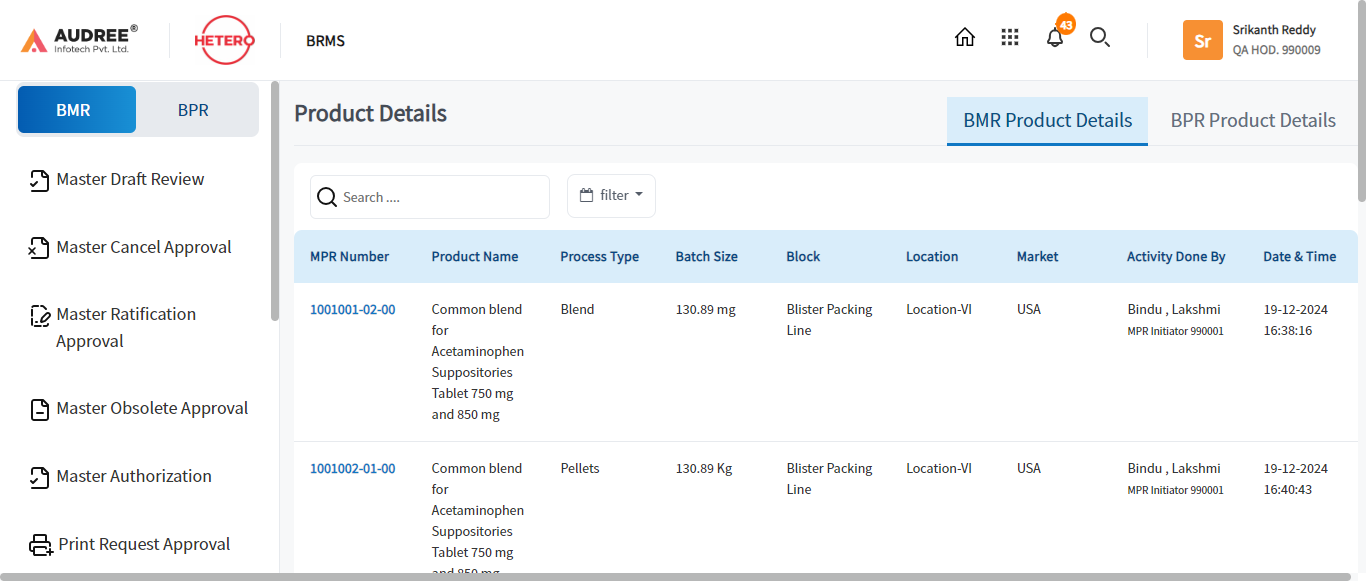 AUDREE®
Infotech Pvt. Ltd.
HETERO
BRMS
43
Sr
Srikanth Reddy
QA HOD. 990009
BMR
BPR
Master Draft Review
Master Cancel Approval
Master Ratification
Approval
Master Obsolete Approval
Master Authorization
Print Request Approval
Product Details
BMR Product Details
BPR Product Details
Search ....
filter
MPR Number Product Name Process Type Batch Size Block Location Market Activity Done By Date & Time
1001001-02-00 Common blend Blend 130.89 mg Blister Packing Location-VI USA Bindu , Lakshmi 19-12-2024
for Line MPR Initiator 990001 16:38:16
Acetaminophen
Suppositories
Tablet 750 mg
and 850 mg
1001002-01-00 Common blend Pellets 130.89 Kg Blister Packing Location-VI USA Bindu , Lakshmi 19-12-2024
for Line MPR Initiator 990001 16:40:43
Acetaminophen
Suppositories
Tablet 750 mg
and 850 mg